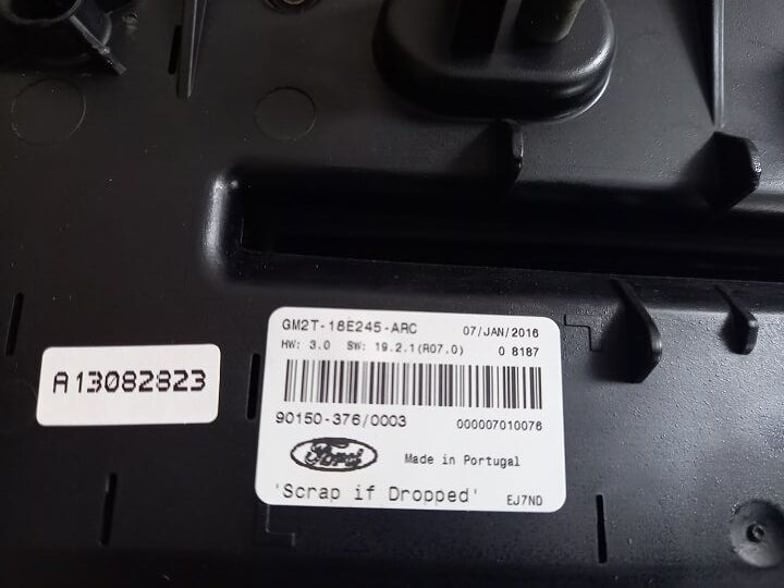 GM2T-18E245-ARC 07/JAN/2016
HW: 3.0 SW: 19.2.1(R07.0) 0 8187
A13082823
90150-376/0003 000007010076
Ford
Made in Portugal
'Scrap if Dropped' EJ7ND